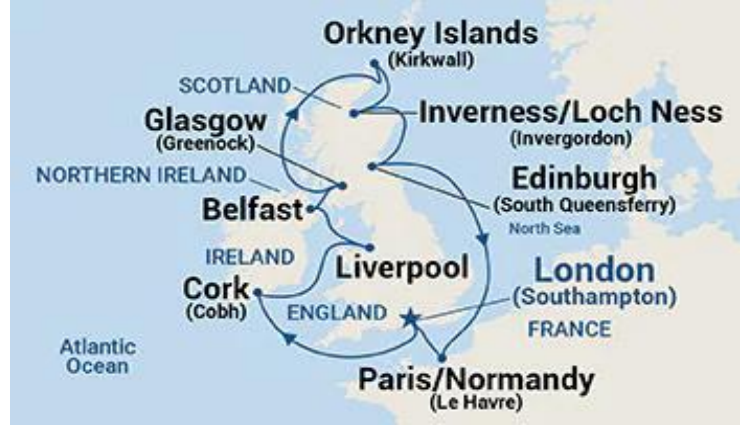 Orkney Islands
(Kirkwall)
SCOTLAND
Glasgow
(Greenock)
Inverness/Loch Ness
(Invergordon)
NORTHERN IRELAND
Edinburgh
(South Queensferry)
Belfast
North Sea
IRELAND
Liverpool
London
(Southampton)
Cork
(Cobh)
ENGLAND
FRANCE
Atlantic
Ocean
Paris/Normandy
(Le Havre)